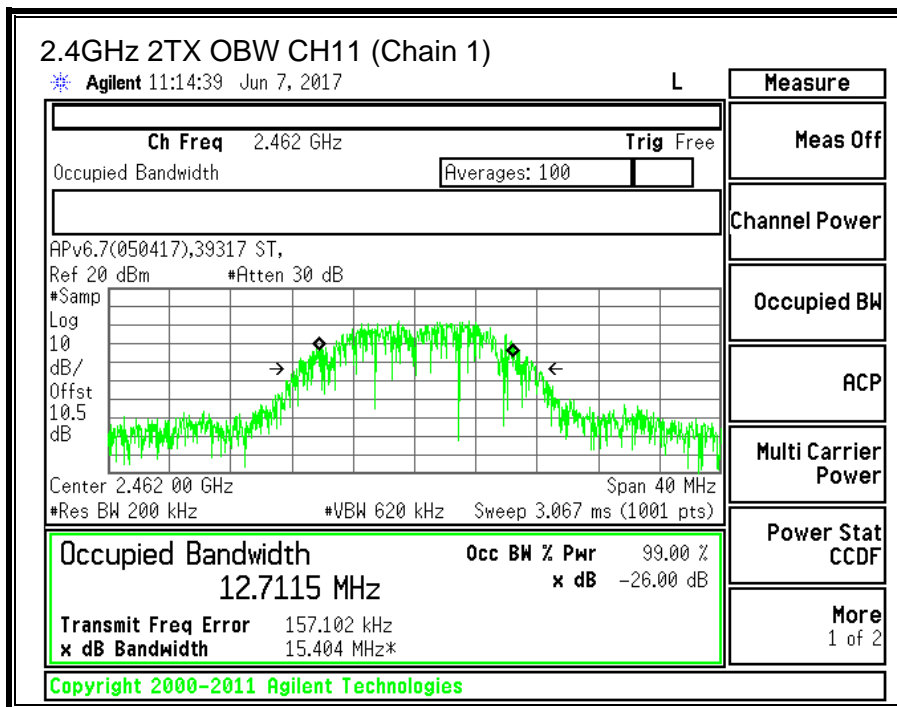 2.4GHz 2TX OBW CH11 (Chain 1)
Agilent 11:14:39 Jun 7, 2017 L
Ch Freq 2.462 GHz Trig Free
Occupied Bandwidth Averages: 100
APv6.7(050417),39317 ST,
Ref 20 dBm #Atten 30 dB
#Samp
Log
10
dB/
Offst
10.5
dB
Center 2.462 00 GHz Span 40 MHz
#Res BW 200 kHz #VBW 620 kHz Sweep 3.067 ms (1001 pts)
Occupied Bandwidth Occ BW % Pwr 99.00 %
12.7115 MHz x dB -26.00 dB
Transmit Freq Error 157.102 kHz
x dB Bandwidth 15.404 MHz*
Copyright 2000-2011 Agilent Technologies
Measure
Meas Off
Channel Power
Occupied BW
ACP
Multi Carrier
Power
Power Stat
CCDF
More
1 of 2